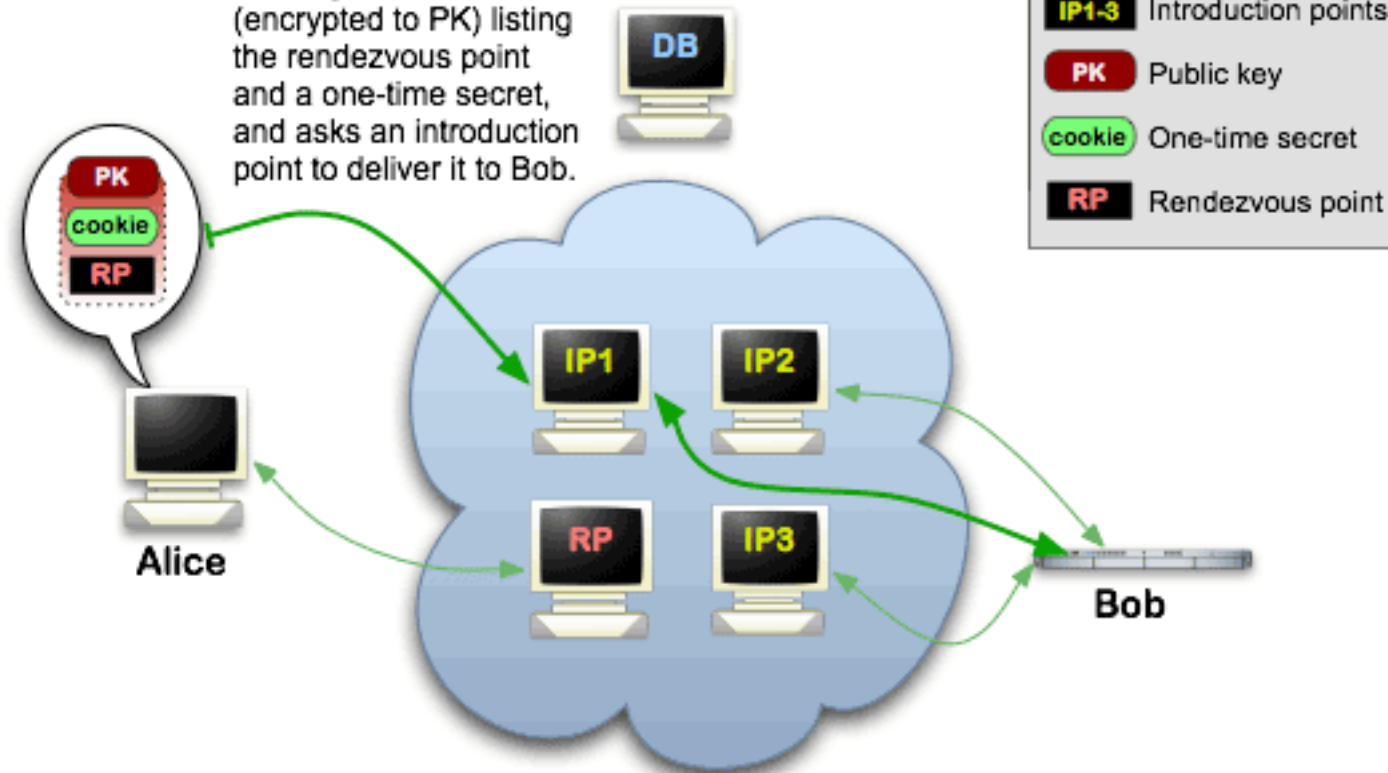 (encrypted to PK) listing
the rendezvous point
and a one-time secret,
and asks an introduction
point to deliver it to Bob.
DB
IP1-3 Introduction points
PK Public key
cookie One-time secret
RP Rendezvous point
PK
cookie
RP
IP1
IP2
RP
IP3
Alice
Bob